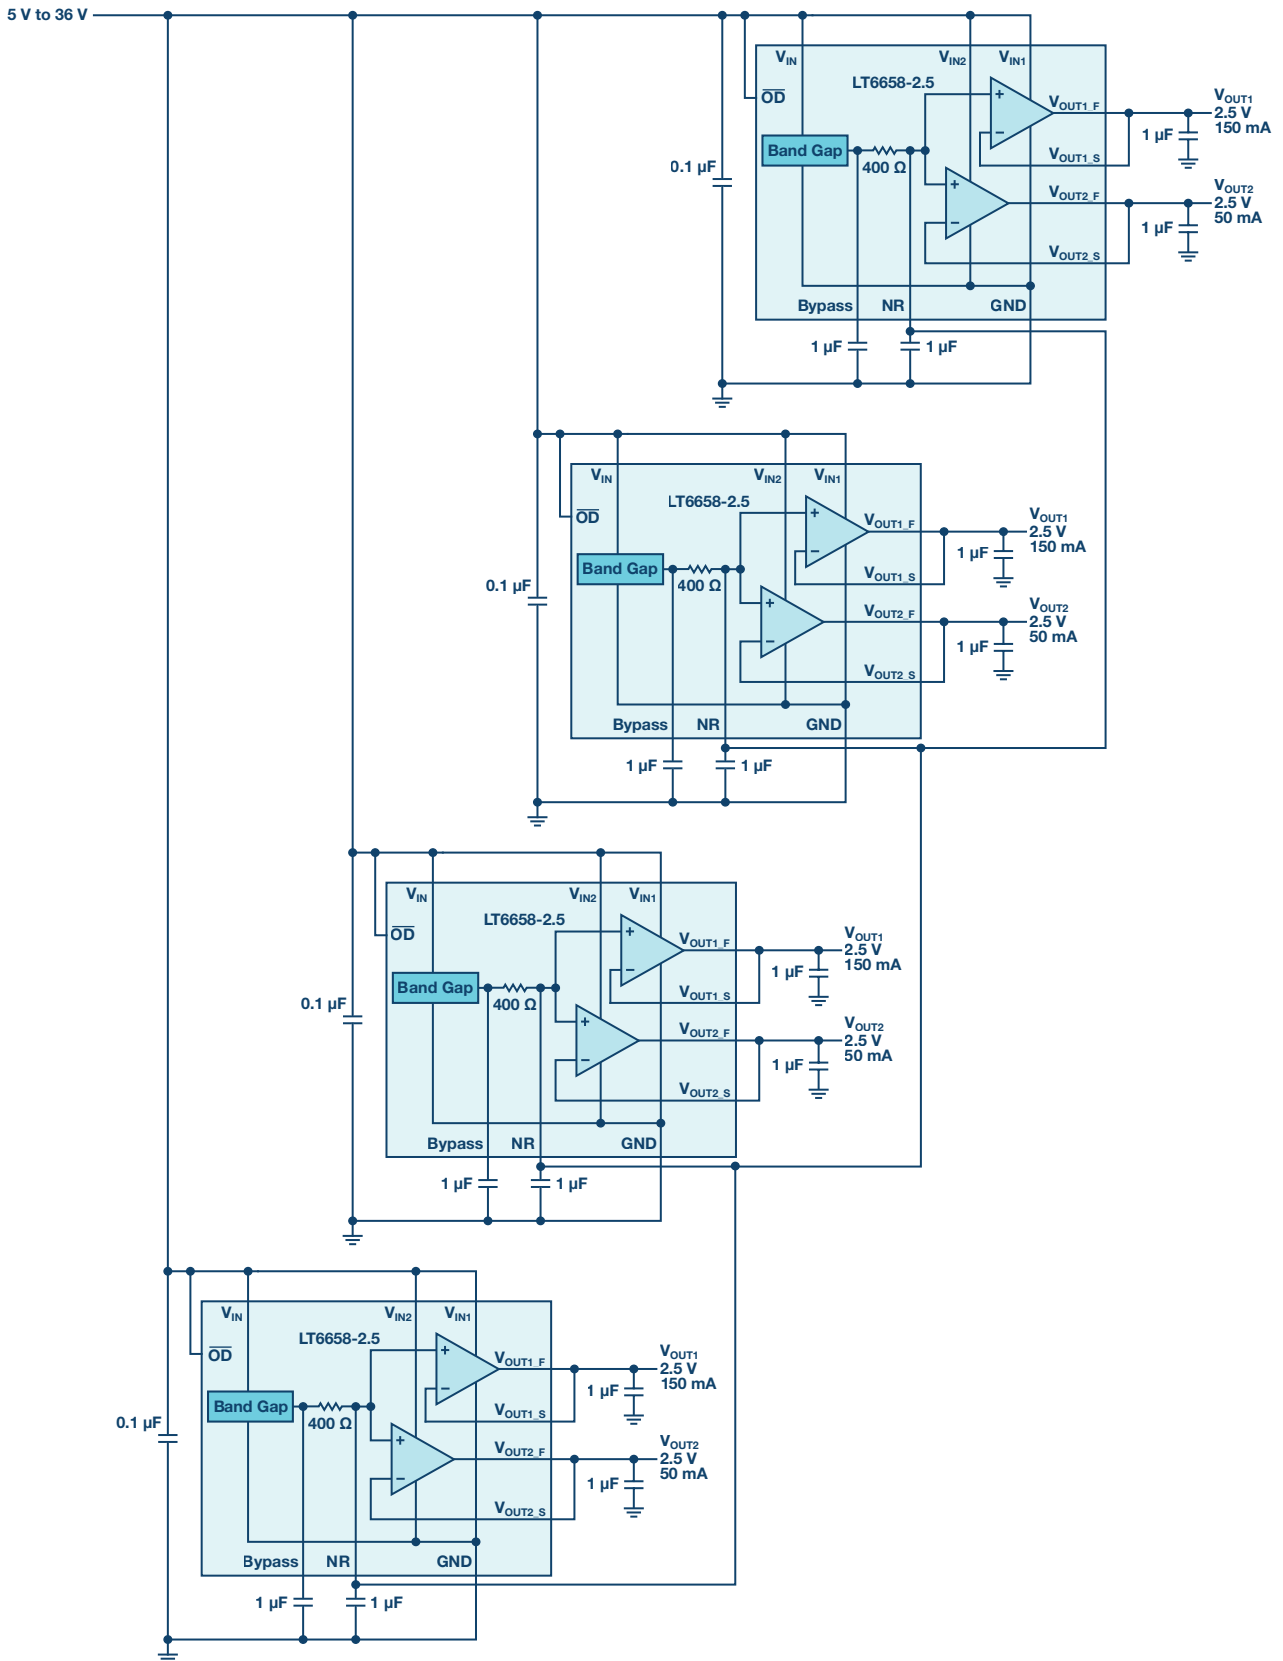 5 V to 36 V
VIN
VIN2
VIN1
LT6658-2.5
OD
VOUT1_F
VOUT1
2.5 V
150 mA
1 µF
Band Gap
400 Ω
VOUT1_S
0.1 µF
VOUT2_F
VOUT2
2.5 V
50 mA
1 µF
VOUT2_S
Bypass
NR
GND
1 µF
1 µF
VIN
VIN2
VIN1
LT6658-2.5
OD
VOUT1_F
VOUT1
2.5 V
150 mA
1 µF
Band Gap
400 Ω
VOUT1_S
0.1 µF
VOUT2_F
VOUT2
2.5 V
50 mA
1 µF
VOUT2_S
Bypass
NR
GND
1 µF
1 µF
VIN
VIN2
VIN1
LT6658-2.5
OD
VOUT1_F
VOUT1
2.5 V
150 mA
1 µF
Band Gap
400 Ω
VOUT1_S
0.1 µF
VOUT2_F
VOUT2
2.5 V
50 mA
1 µF
VOUT2_S
Bypass
NR
GND
1 µF
1 µF
VIN
VIN2
VIN1
LT6658-2.5
OD
VOUT1_F
VOUT1
2.5 V
150 mA
1 µF
Band Gap
400 Ω
VOUT1_S
0.1 µF
VOUT2_F
VOUT2
2.5 V
50 mA
1 µF
VOUT2_S
Bypass
NR
GND
1 µF
1 µF